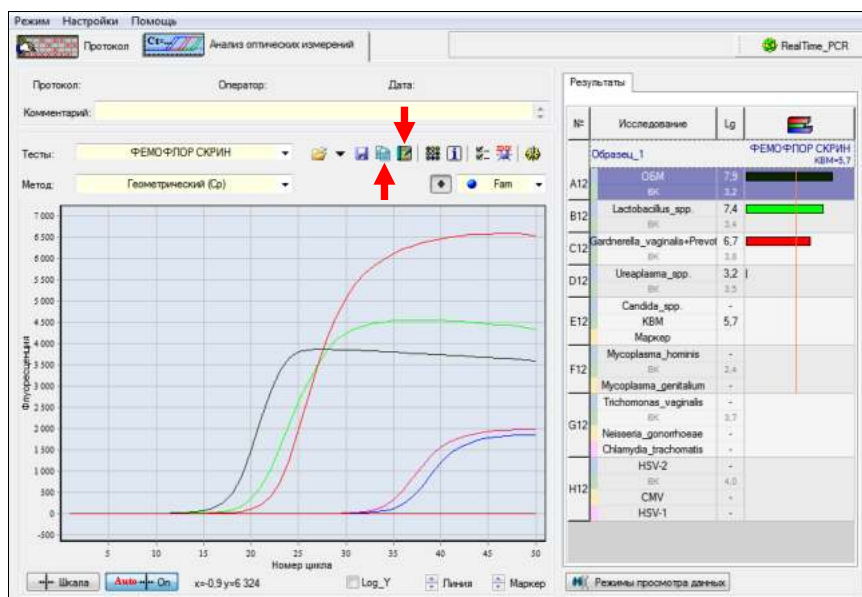 Режим Настройки Помощь
Протокол Ct= Анализ оптических измерений RealTime_PCR
Протокол: Оператор: Дата:
Комментарий:
Тесты: ФЕМОФЛОР СКРИН
Метод: Геометрический (Cp) Fam
7 000
6 500
6 000
5 500
5 000
4 500
4 000
3 500
3 000
2 500
2 000
1 500
1 000
500
0
-500
Флуоресценция
5 10 15 20 25 30 35 40 45 50
Номер цикла
Шкала Auto On x=-0,9 y=6 324 Log_Y Линия Маркер
Результаты
№ Исследование Lg
Образец_1 ФЕМОФЛОР СКРИН
КВМ=5,7
A12 ОБМ 7,9
ВК 3,2
B12 Lactobacillus_spp. 7,4
ВК 3,4
C12 Gardnerella_vaginalis+Prevot 6,7
ВК 3,8
D12 Ureaplasma_spp. 3,2
ВК 3,5
Candida_spp. -
E12 КВМ 5,7
Маркер
Mycoplasma_hominis -
F12 ВК 2,4
Mycoplasma_genitalium -
Trichomonas_vaginalis -
G12 ВК 3,7
Neisseria_gonorrhoeae -
Chlamydia_trachomatis -
HSV-2 -
H12 ВК 4,0
CMV -
HSV-1 -
Режимы просмотра данных